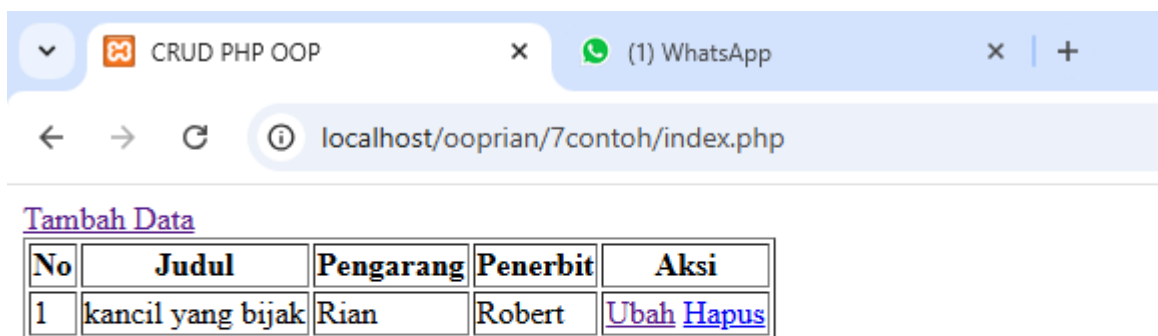 CRUD PHP OOP (1) WhatsApp
localhost/ooprian/7contoh/index.php
Tambah Data
No Judul Pengarang Penerbit Aksi
1 kancil yang bijak Rian Robert Ubah Hapus